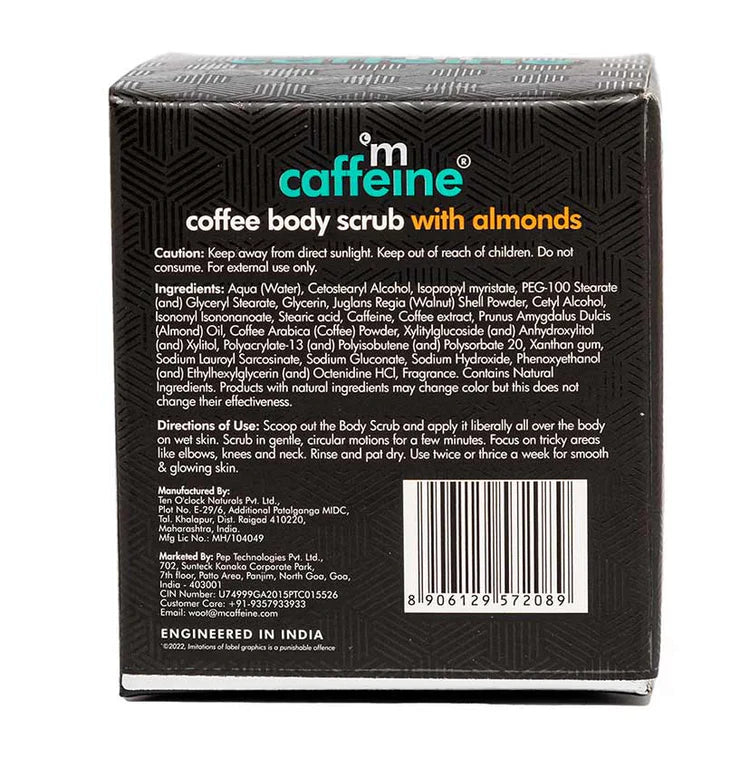 'm
caffeine®
coffee body scrub with almonds
Caution: Keep away from direct sunlight. Keep out of reach of children. Do not
consume. For external use only.
Ingredients: Aqua (Water), Cetostearyl Alcohol, Isopropyl myristate, PEG-100 Stearate
(and) Glyceryl Stearate, Glycerin, Juglans Regia (Walnut) Shell Powder, Cetyl Alcohol,
Isononyl Isononanoate, Stearic acid, Caffeine, Coffee extract, Prunus Amygdalus Dulcis
(Almond) Oil, Coffee Arabica (Coffee) Powder, Xylitylglucoside (and) Anhydroxylitol
(and) Xylitol, Polyacrylate-13 (and) Polyisobutene (and) Polysorbate 20, Xanthan gum,
Sodium Lauroyl Sarcosinate, Sodium Gluconate, Sodium Hydroxide, Phenoxyethanol
(and) Ethylhexylglycerin (and) Octenidine HCl, Fragrance. Contains Natural
Ingredients. Products with natural ingredients may change color but this does not
change their effectiveness.
Directions of Use: Scoop out the Body Scrub and apply it liberally all over the body
on wet skin. Scrub in gentle, circular motions for a few minutes. Focus on tricky areas
like elbows, knees and neck. Rinse and pat dry. Use twice or thrice a week for smooth
& glowing skin.
Manufactured By:
Ten O'clock Naturals Pvt. Ltd.,
Plot No. E-29/6, Additional Patalganga MIDC,
Tal. Khalapur, Dist. Raigad 410220,
Maharashtra, India.
Mfg Lic No.: MH/104049
Marketed By: Pep Technologies Pvt. Ltd.,
702, Sunteck Kanaka Corporate Park,
7th floor, Patto Area, Panjim, North Goa, Goa,
India - 403001
CIN Number: U74999GA2015PTC015526
Customer Care: +91-9357933933
Email: woot@mcaffeine.com
8 906129 572089
ENGINEERED IN INDIA
©2022, Imitations of label graphics is a punishable offence